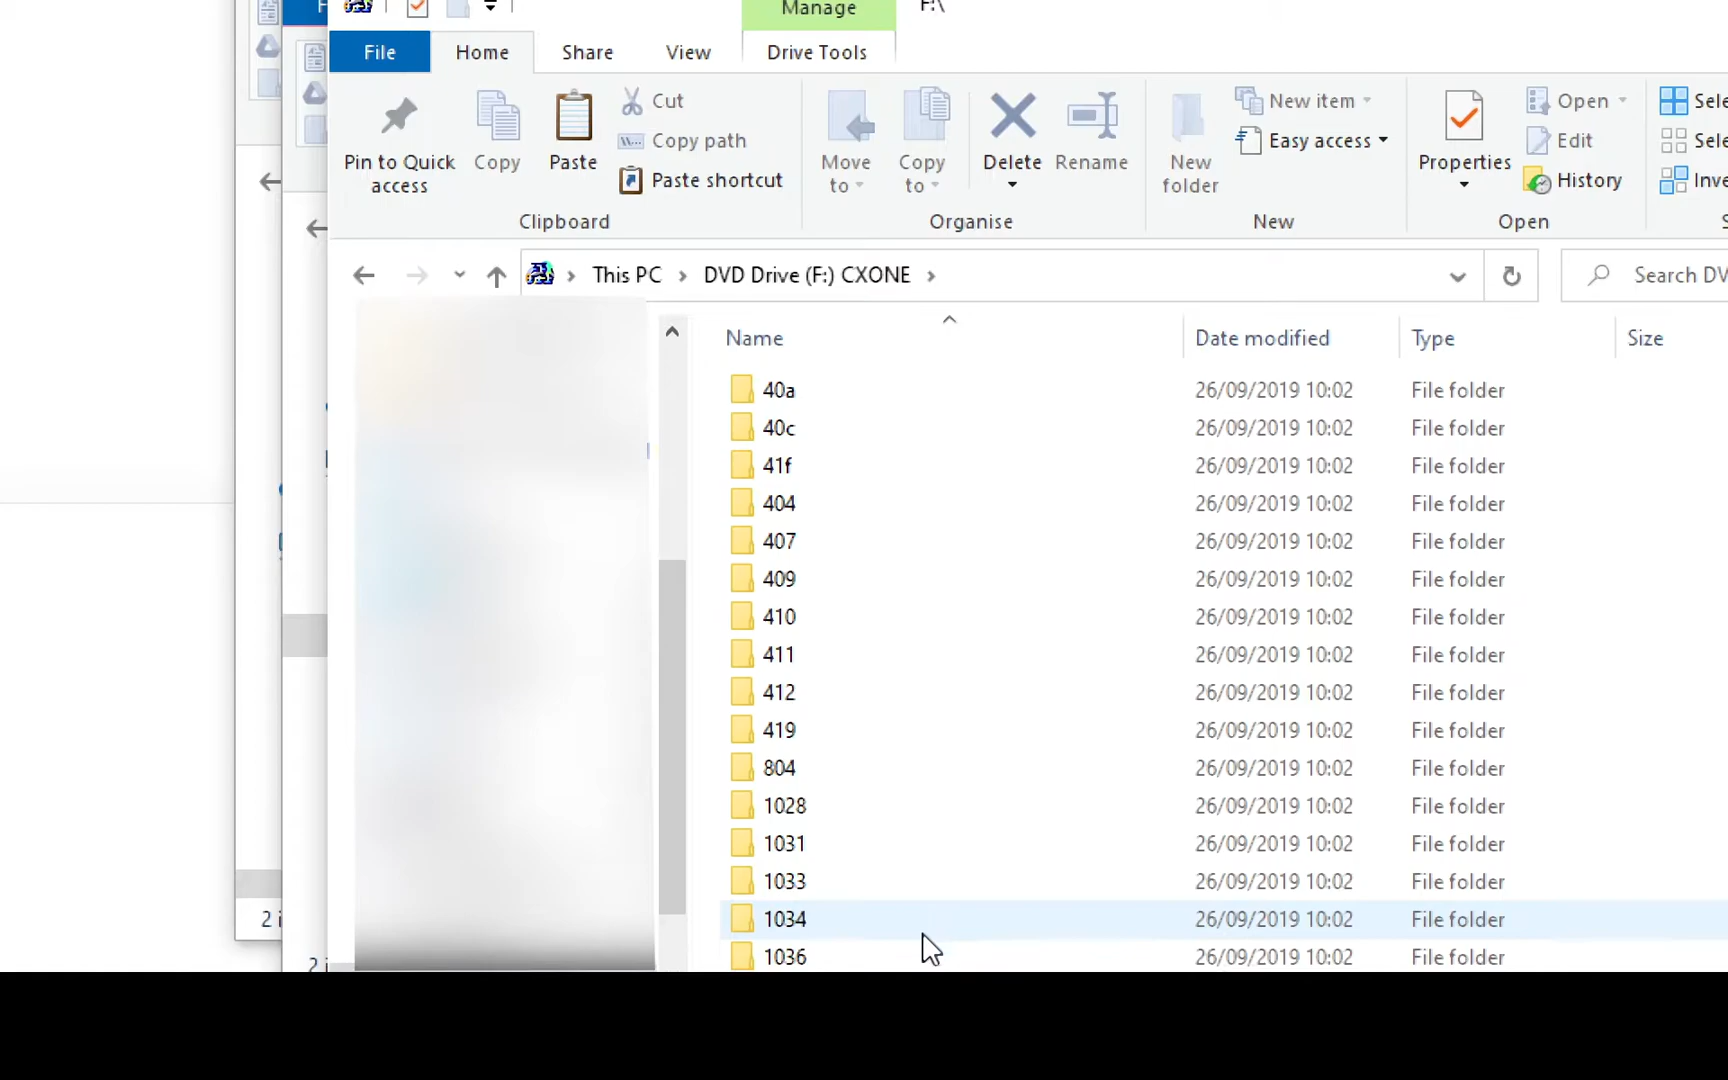 Manage
F:\
File
Home
Share
View
Drive Tools
Pin to Quick access
Copy
Paste
Cut
Copy path
Paste shortcut
Clipboard
Move to
Copy to
Delete
Rename
Organise
New folder
New item
Easy access
New
Properties
Open
Edit
History
Open
This PC
DVD Drive (F:) CXONE
Name
Date modified
Type
Size
40a 26/09/2019 10:02 File folder
40c 26/09/2019 10:02 File folder
41f 26/09/2019 10:02 File folder
404 26/09/2019 10:02 File folder
407 26/09/2019 10:02 File folder
409 26/09/2019 10:02 File folder
410 26/09/2019 10:02 File folder
411 26/09/2019 10:02 File folder
412 26/09/2019 10:02 File folder
419 26/09/2019 10:02 File folder
804 26/09/2019 10:02 File folder
1028 26/09/2019 10:02 File folder
1031 26/09/2019 10:02 File folder
1033 26/09/2019 10:02 File folder
1034 26/09/2019 10:02 File folder
1036 26/09/2019 10:02 File folder
Search